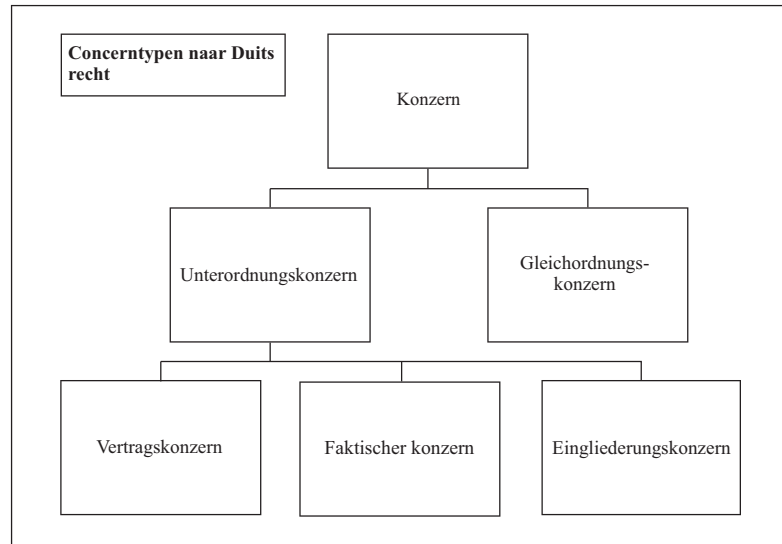 Concerntypen naar Duits
recht
Konzern
Unterordnungskonzern
Gleichordnungs-
konzern
Vertragskonzern
Faktischer konzern
Eingliederungskonzern